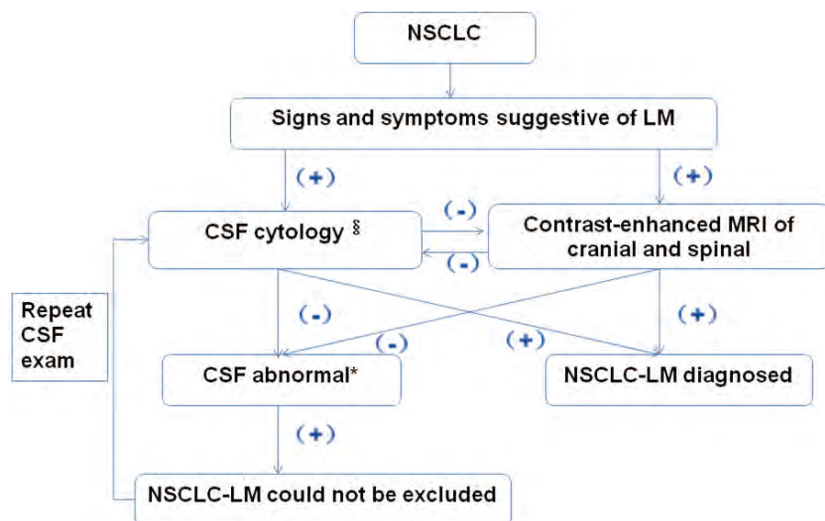 NSCLC
Signs and symptoms suggestive of LM
(+)
(+)
CSF cytology §
(-)
(-)
Contrast-enhanced MRI of
cranial and spinal
Repeat
CSF
exam
(-)
(-)
(+)
(+)
CSF abnormal*
NSCLC-LM diagnosed
(+)
NSCLC-LM could not be excluded